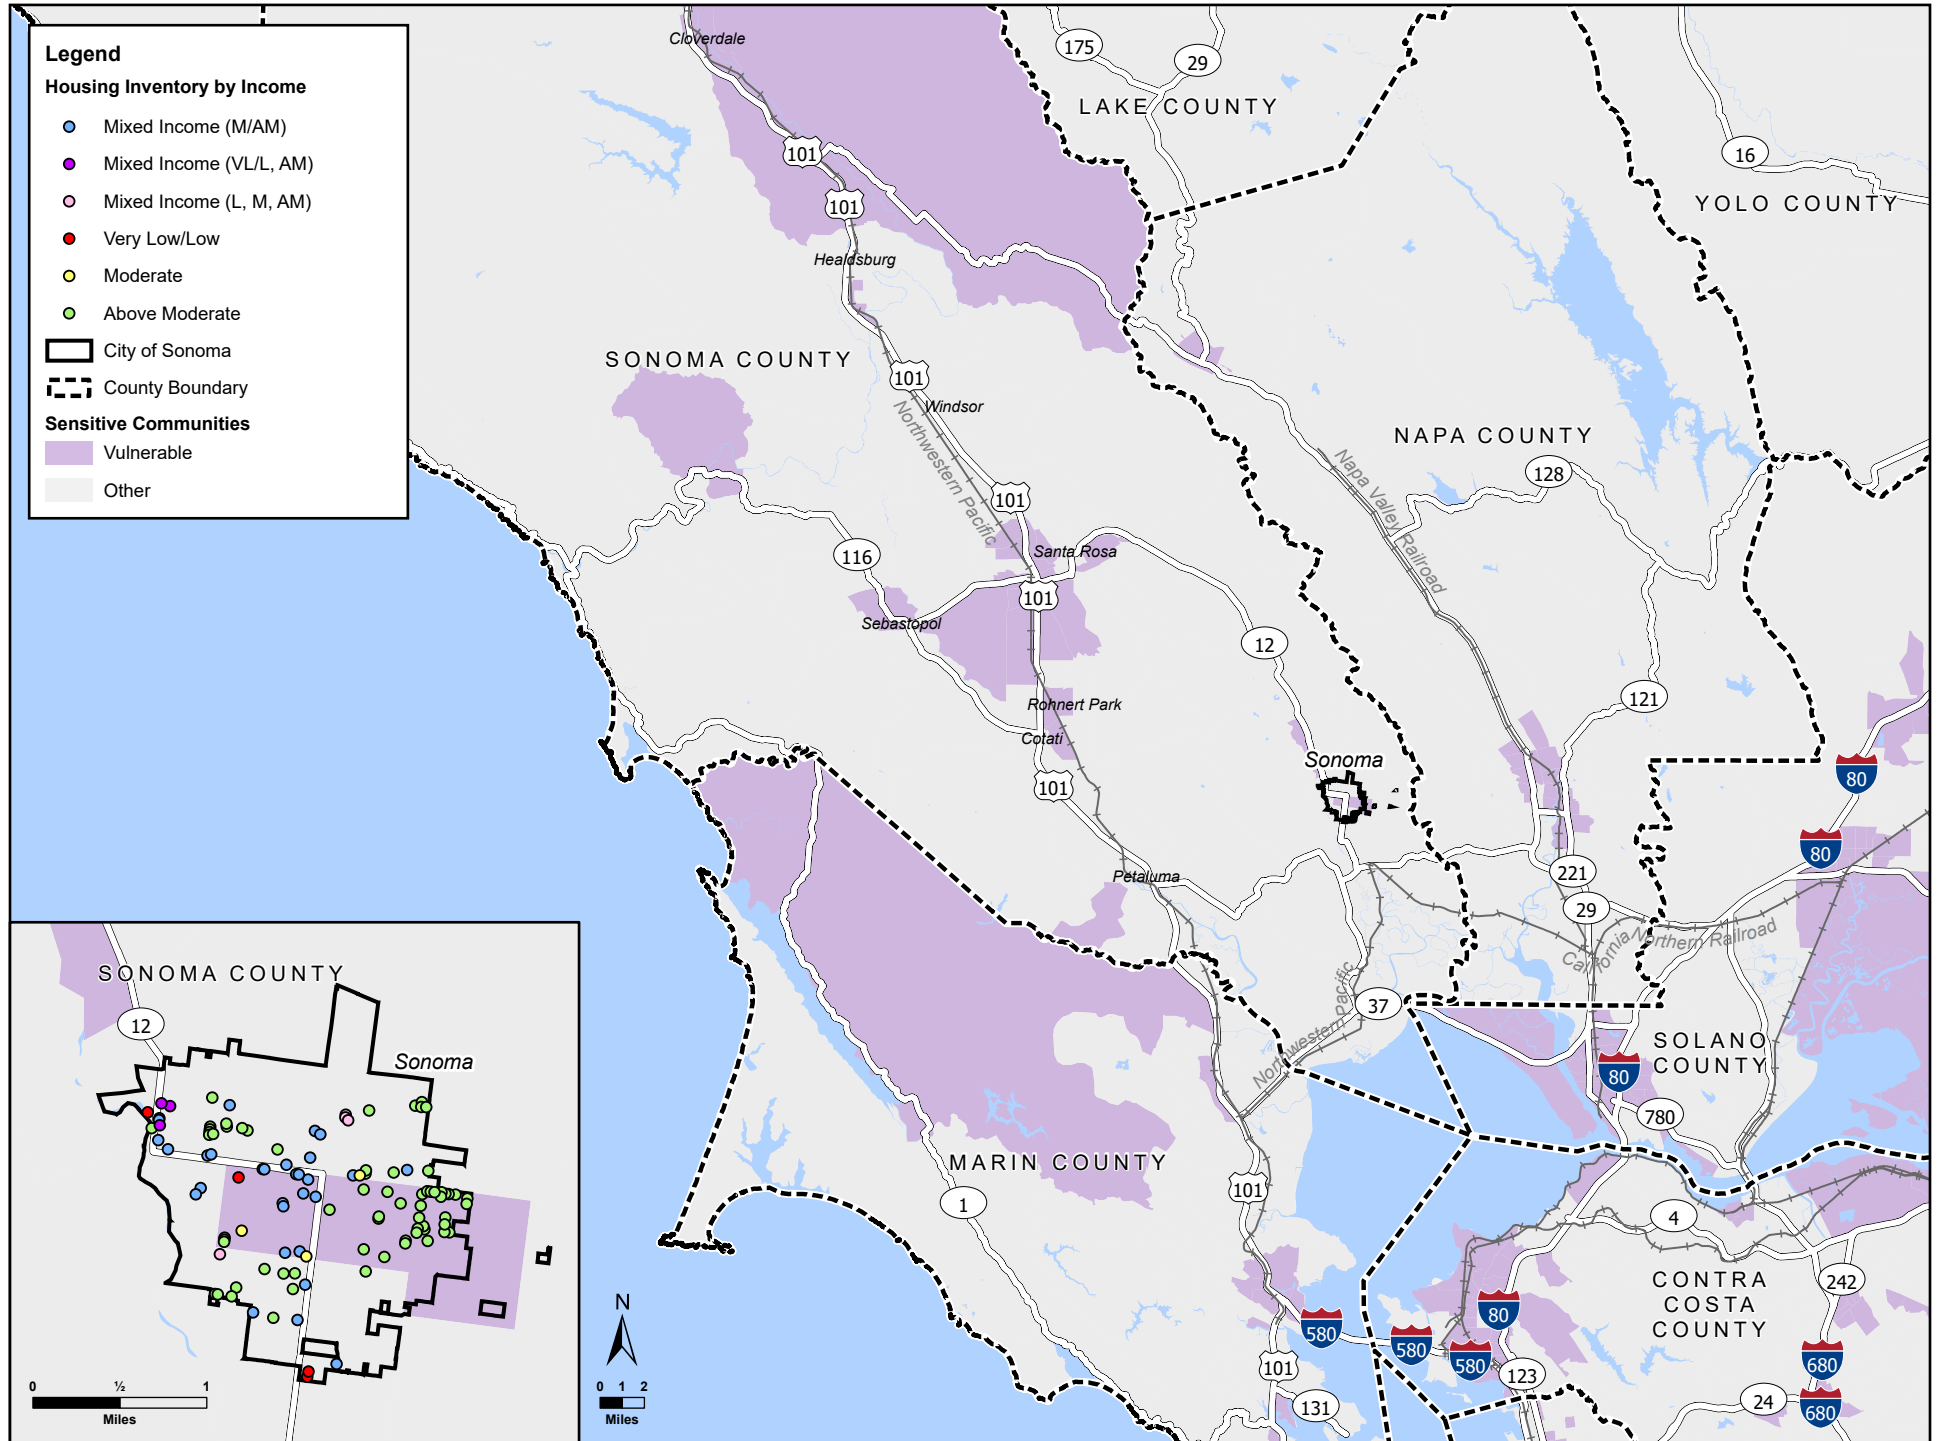 Legend
Housing Inventory by Income
Mixed Income (M/AM)
Mixed Income (VL/L, AM)
Mixed Income (L, M, AM)
Very Low/Low
Moderate
Above Moderate
City of Sonoma
County Boundary
Sensitive Communities
Vulnerable
Other
Cloverdale
175
29
LAKE COUNTY
101
16
101
YOLO COUNTY
Healdsburg
SONOMA COUNTY
101
Windsor
Northwestern Pacific
NAPA COUNTY
Napa Valley Railroad
128
101
116
Santa Rosa
101
Sebastopol
12
121
Rohnert Park
Cotati
Sonoma
80
101
80
Petaluma
221
29
California Northern Railroad
Northwestern Pacific
37
SOLANO
COUNTY
80
780
MARIN COUNTY
101
1
4
CONTRA
COSTA
COUNTY
242
80
580
580
580
680
101
123
131
24
680
SONOMA COUNTY
12
Sonoma
0 ½ 1
Miles
N
0 1 2
Miles